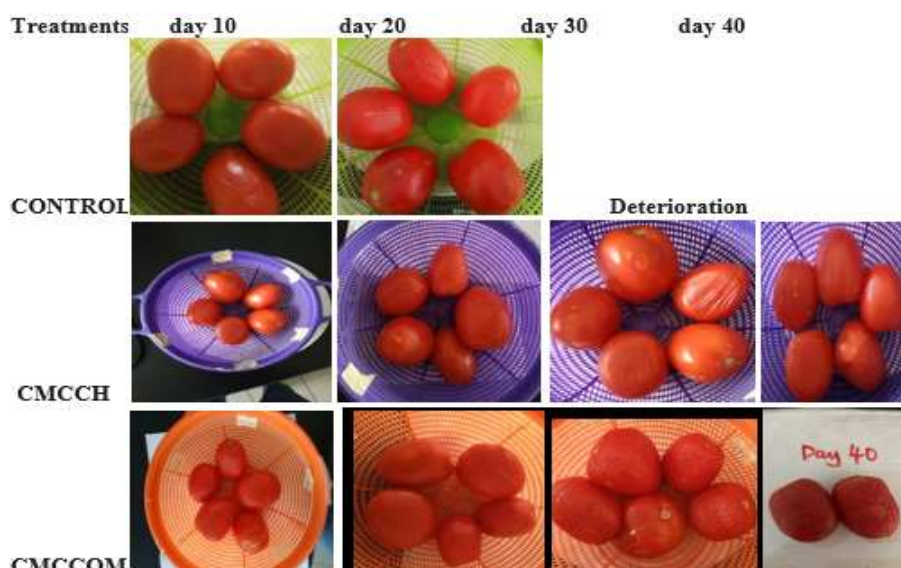 Treatments day 10 day 20 day 30 day 40
CONTROL Deterioration
CMCCH
Day 40
CMCCOM